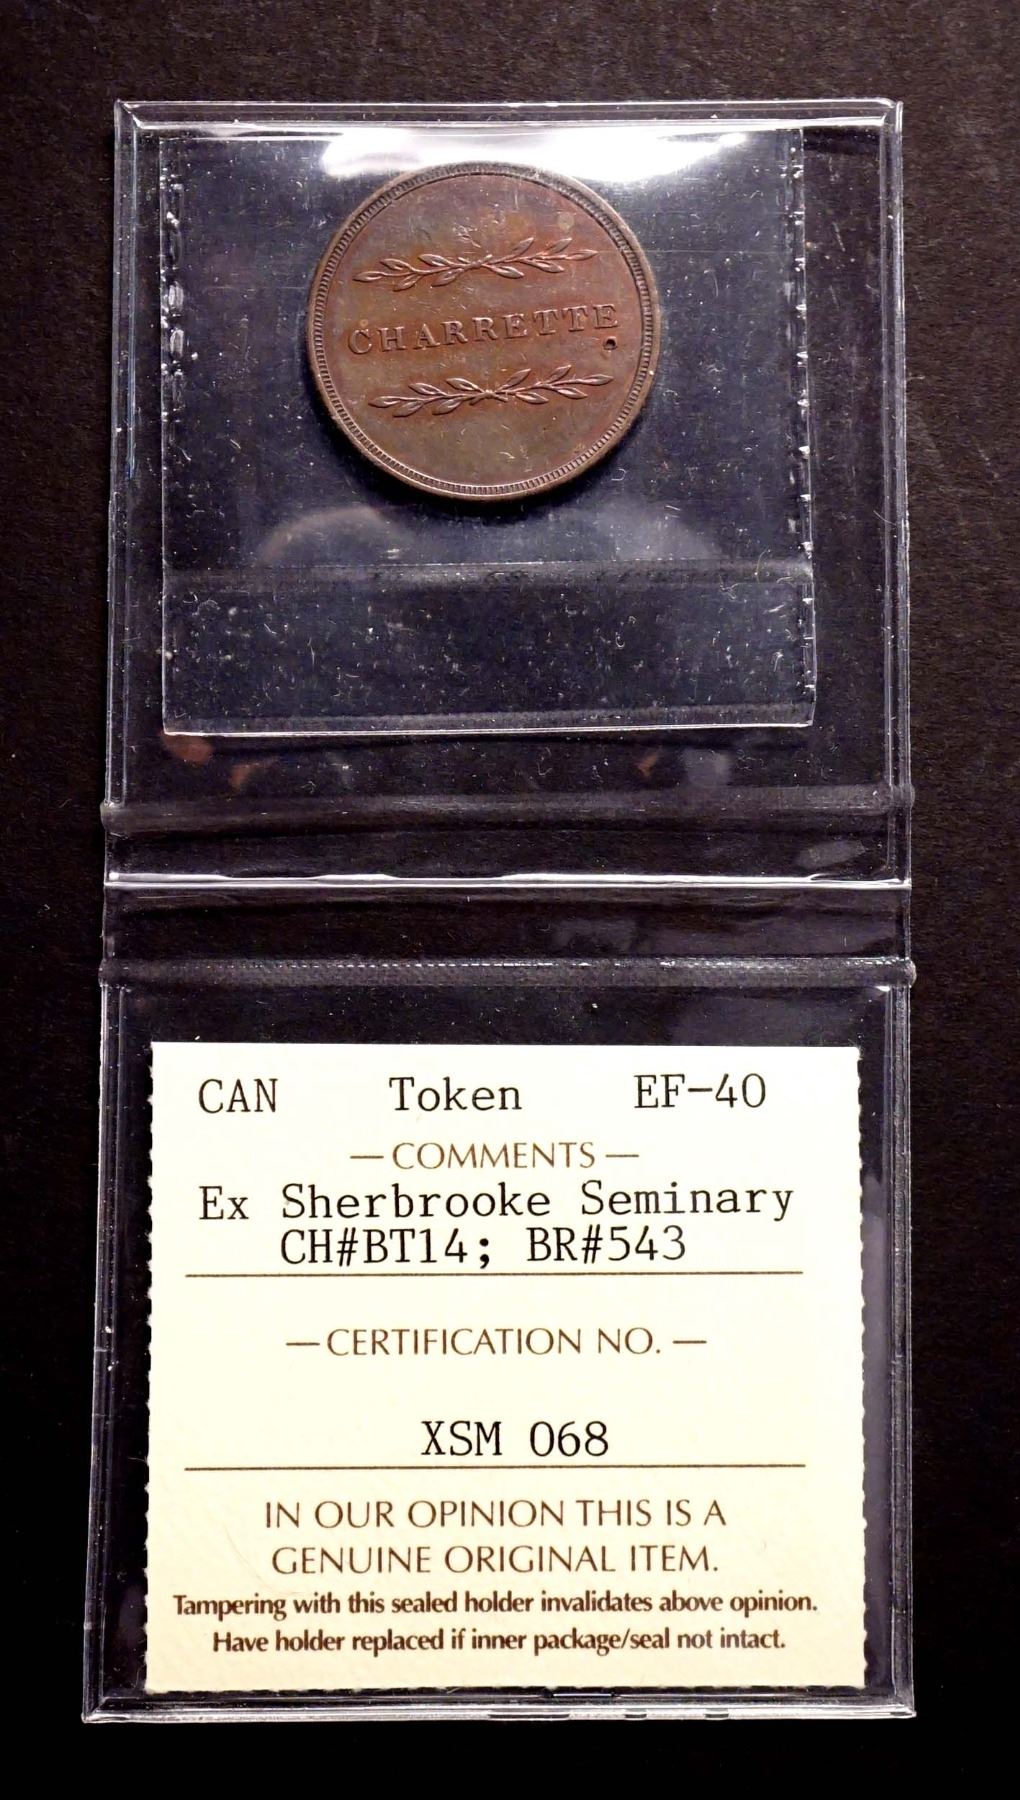 CHARRETTE
CAN Token EF-40
— COMMENTS —
Ex Sherbrooke Seminary
CH#BT14; BR#543
— CERTIFICATION NO. —
XSM 068
IN OUR OPINION THIS IS A
GENUINE ORIGINAL ITEM.
Tampering with this sealed holder invalidates above opinion.
Have holder replaced if inner package/seal not intact.